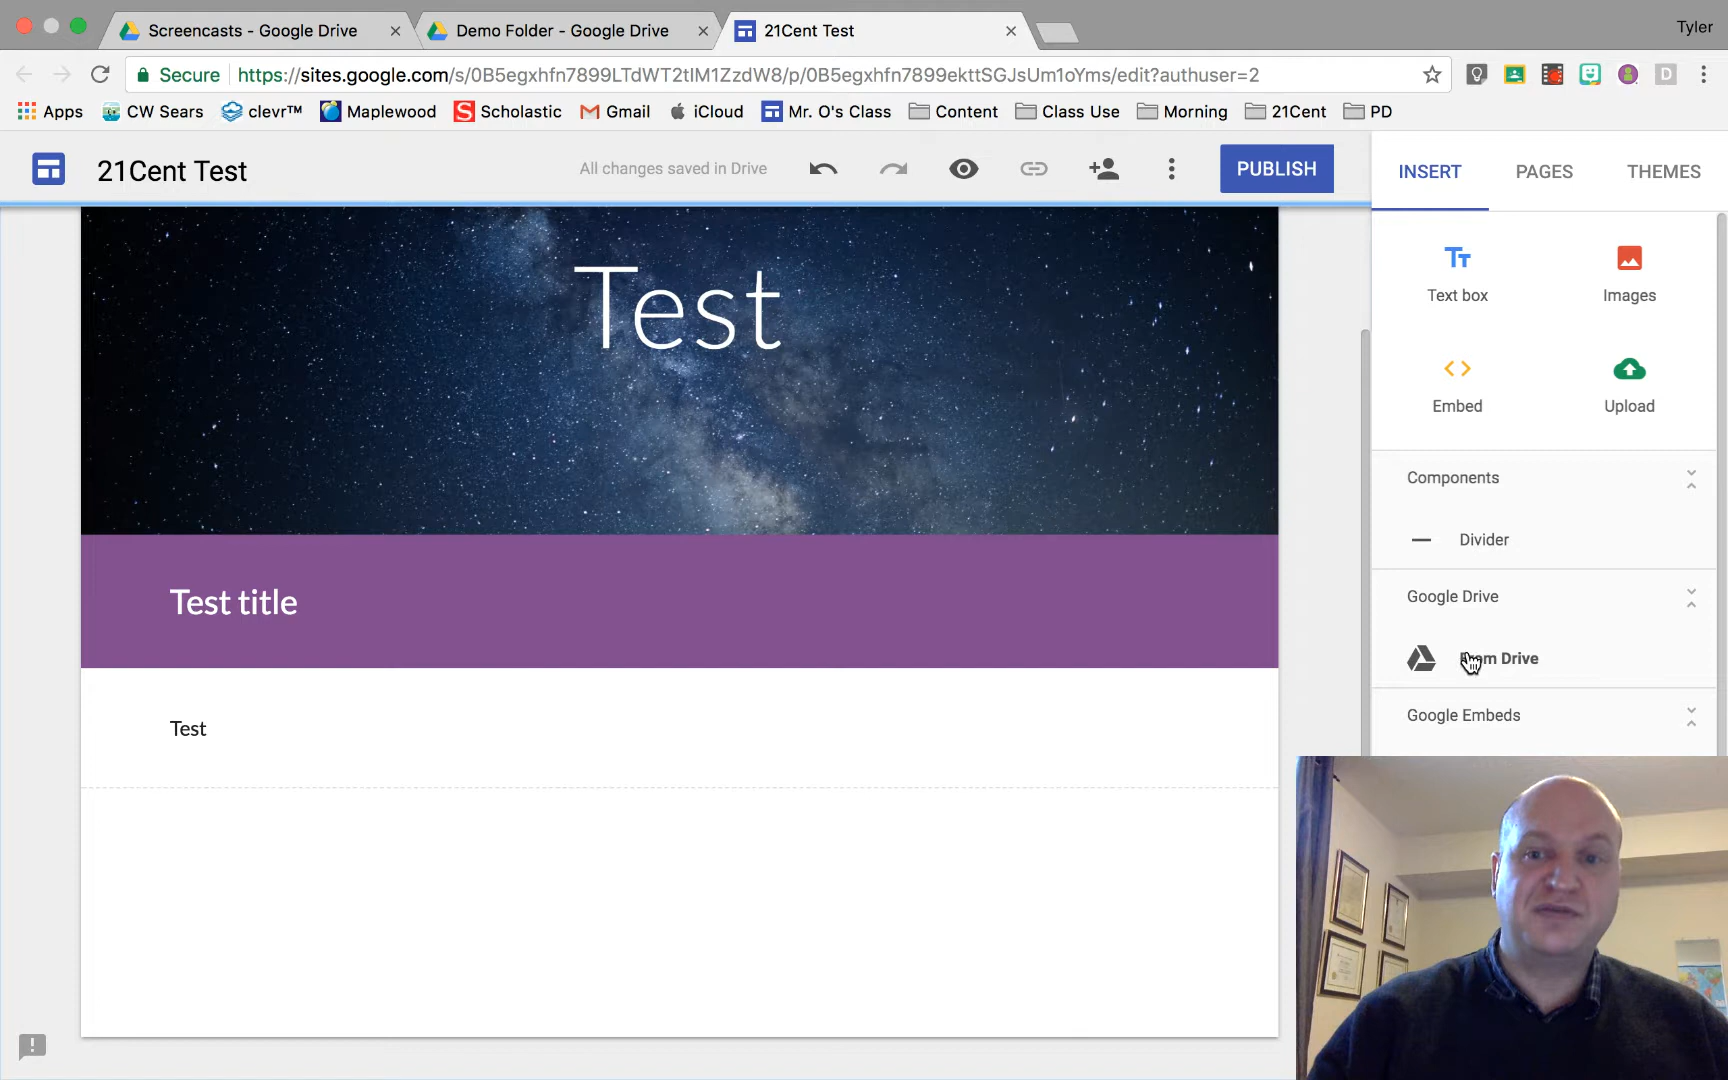 Screencasts - Google Drive
Demo Folder - Google Drive
21Cent Test
Tyler
Secure https://sites.google.com/s/0B5egxhfn7899LTdWT2tIM1ZzdW8/p/0B5egxhfn7899ekttSGJsUm1oYms/edit?authuser=2
D
Apps CW Sears clevr™ Maplewood S Scholastic Gmail iCloud Mr. O's Class Content Class Use Morning 21Cent PD
21Cent Test
All changes saved in Drive
PUBLISH
INSERT PAGES THEMES
Test
Test title
Test
Tт
Text box
Images
Embed
Upload
Components
Divider
Google Drive
From Drive
Google Embeds